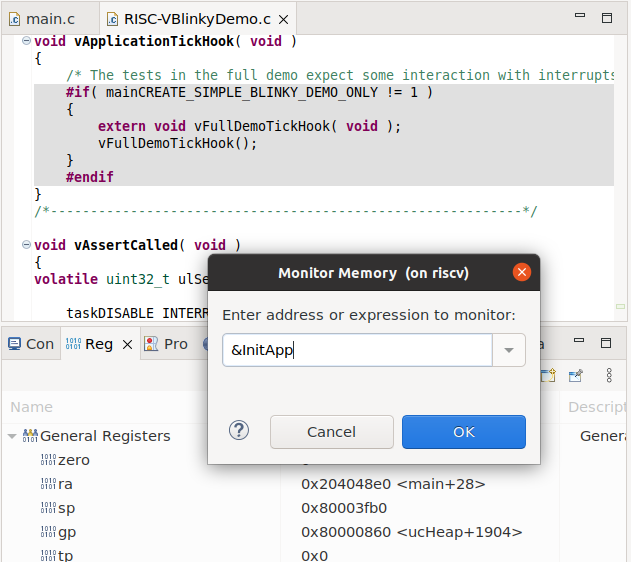 main.c RISC-VBlinkyDemo.c
void vApplicationTickHook( void )
{
/* The tests in the full demo expect some interaction with interrupts
#if( mainCREATE_SIMPLE_BLINKY_DEMO_ONLY != 1 )
{
extern void vFullDemoTickHook( void );
vFullDemoTickHook();
}
#endif
}
/*-----------------------------------------------------------*/
void vAssertCalled( void )
{
volatile uint32_t ulSe
taskDISABLE_INTERR
Monitor Memory (on riscv)
Enter address or expression to monitor:
&InitApp
Cancel OK
Con Reg Pro
Name Descript
General Registers Genera
zero
ra 0x204048e0 <main+28>
sp 0x80003fb0
gp 0x80000860 <ucHeap+1904>
tp 0x0